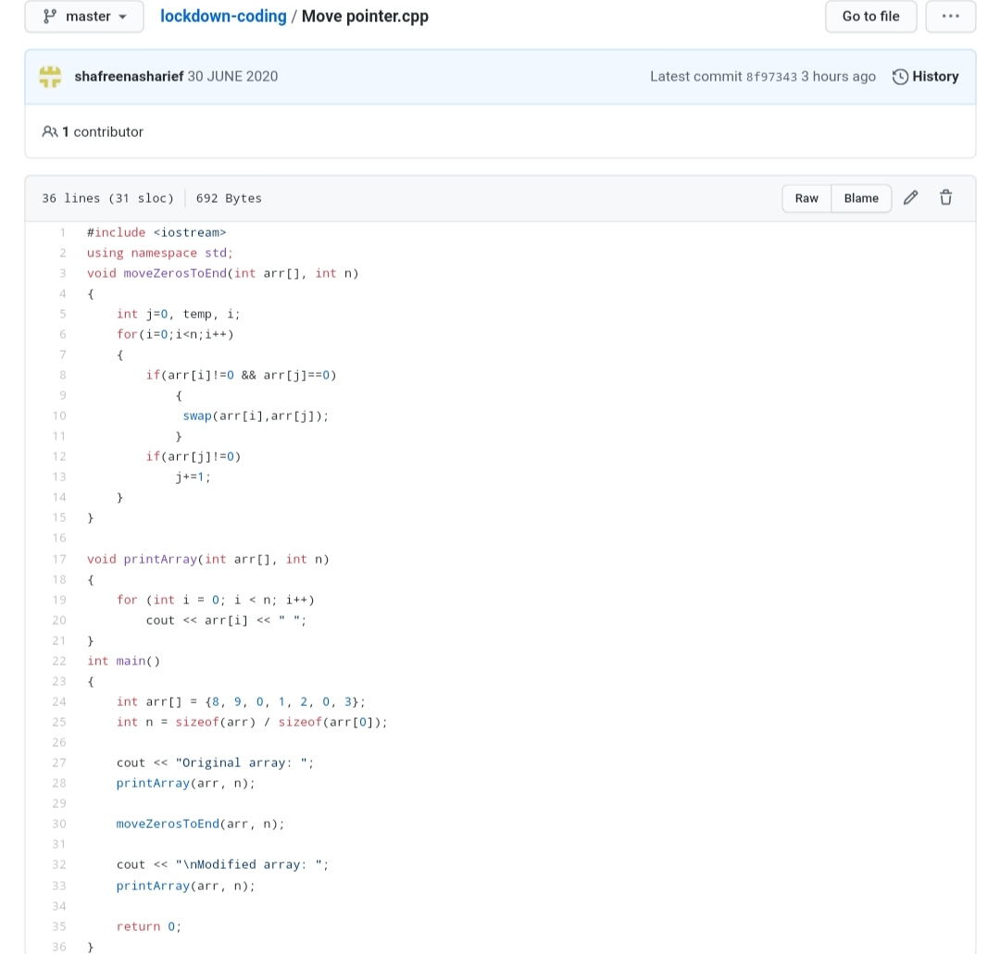 master lockdown-coding / Move pointer.cpp Go to file ...
shafreenasharief 30 JUNE 2020 Latest commit 8f97343 3 hours ago History
1 contributor
36 lines (31 sloc) 692 Bytes Raw Blame
1 #include <iostream>
2 using namespace std;
3 void moveZerosToEnd(int arr[], int n)
4 {
5     int j=0, temp, i;
6     for(i=0;i<n;i++)
7     {
8         if(arr[i]!=0 && arr[j]==0)
9             {
10              swap(arr[i],arr[j]);
11             }
12         if(arr[j]!=0)
13             j+=1;
14     }
15 }
16
17 void printArray(int arr[], int n)
18 {
19     for (int i = 0; i < n; i++)
20         cout << arr[i] << " ";
21 }
22 int main()
23 {
24     int arr[] = {8, 9, 0, 1, 2, 0, 3};
25     int n = sizeof(arr) / sizeof(arr[0]);
26
27     cout << "Original array: ";
28     printArray(arr, n);
29
30     moveZerosToEnd(arr, n);
31
32     cout << "\nModified array: ";
33     printArray(arr, n);
34
35     return 0;
36 }